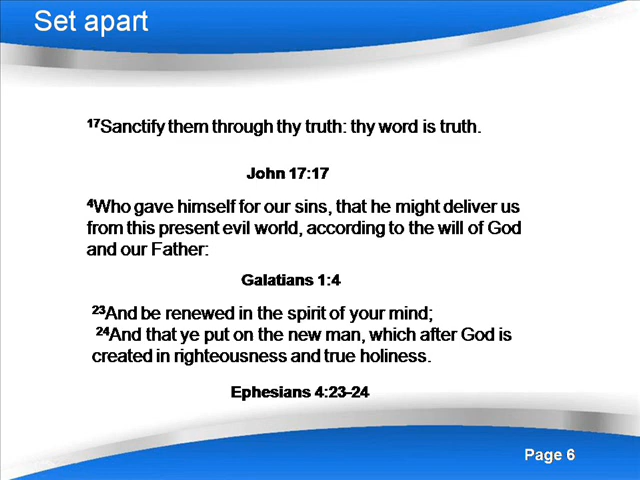 Set apart
17Sanctify them through thy truth: thy word is truth.
John 17:17
4Who gave himself for our sins, that he might deliver us
from this present evil world, according to the will of God
and our Father:
Galatians 1:4
23And be renewed in the spirit of your mind;
24And that ye put on the new man, which after God is
created in righteousness and true holiness.
Ephesians 4:23-24
Page 6